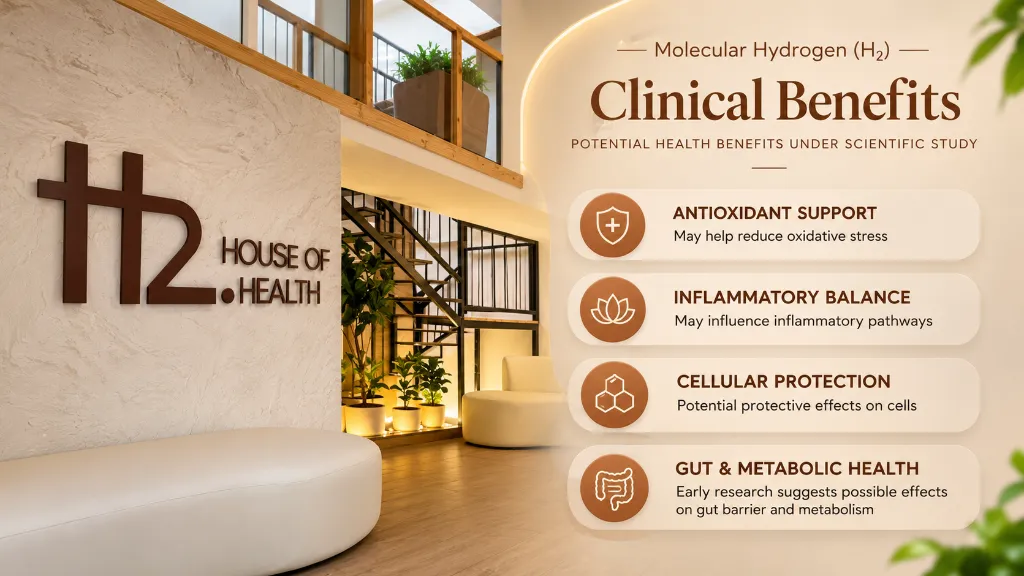 H2.
HOUSE OF
.HEALTH
Molecular Hydrogen (H₂)
Clinical Benefits
POTENTIAL HEALTH BENEFITS UNDER SCIENTIFIC STUDY
ANTIOXIDANT SUPPORT
May help reduce oxidative stress
INFLAMMATORY BALANCE
May influence inflammatory pathways
CELLULAR PROTECTION
Potential protective effects on cells
GUT & METABOLIC HEALTH
Early research suggests possible effects
on gut barrier and metabolism